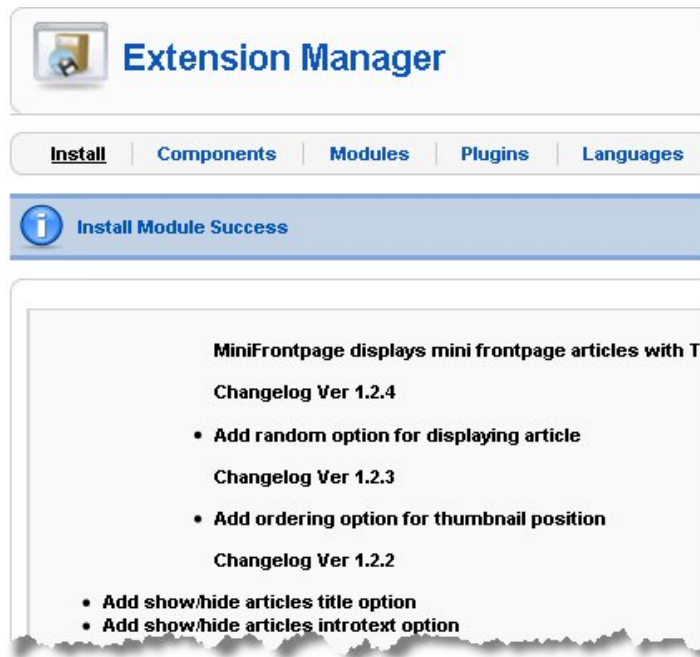 Extension Manager
Install Components Modules Plugins Languages
Install Module Success
MiniFrontpage displays mini frontpage articles with T
Changelog Ver 1.2.4
• Add random option for displaying article
Changelog Ver 1.2.3
• Add ordering option for thumbnail position
Changelog Ver 1.2.2
• Add show/hide articles title option
• Add show/hide articles introtext option